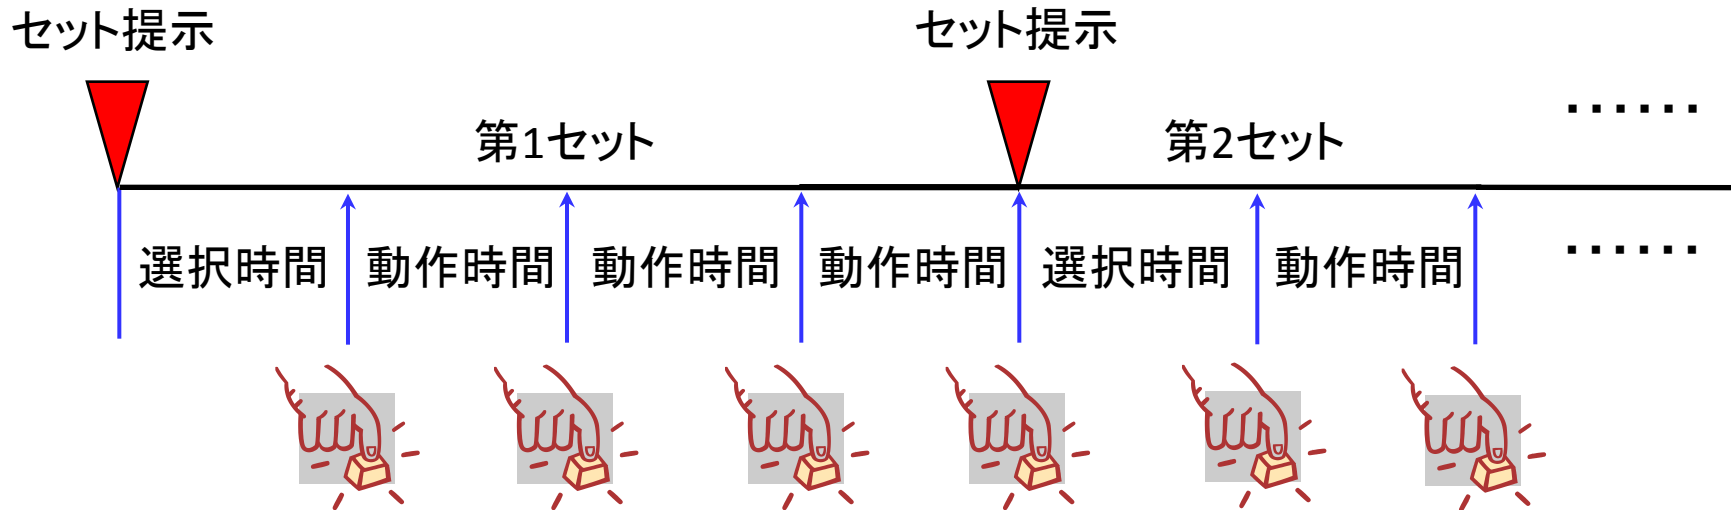 セット提示 セット提示
第1セット 第2セット ‥‥‥
選択時間 動作時間 動作時間 動作時間 選択時間 動作時間 ‥‥‥